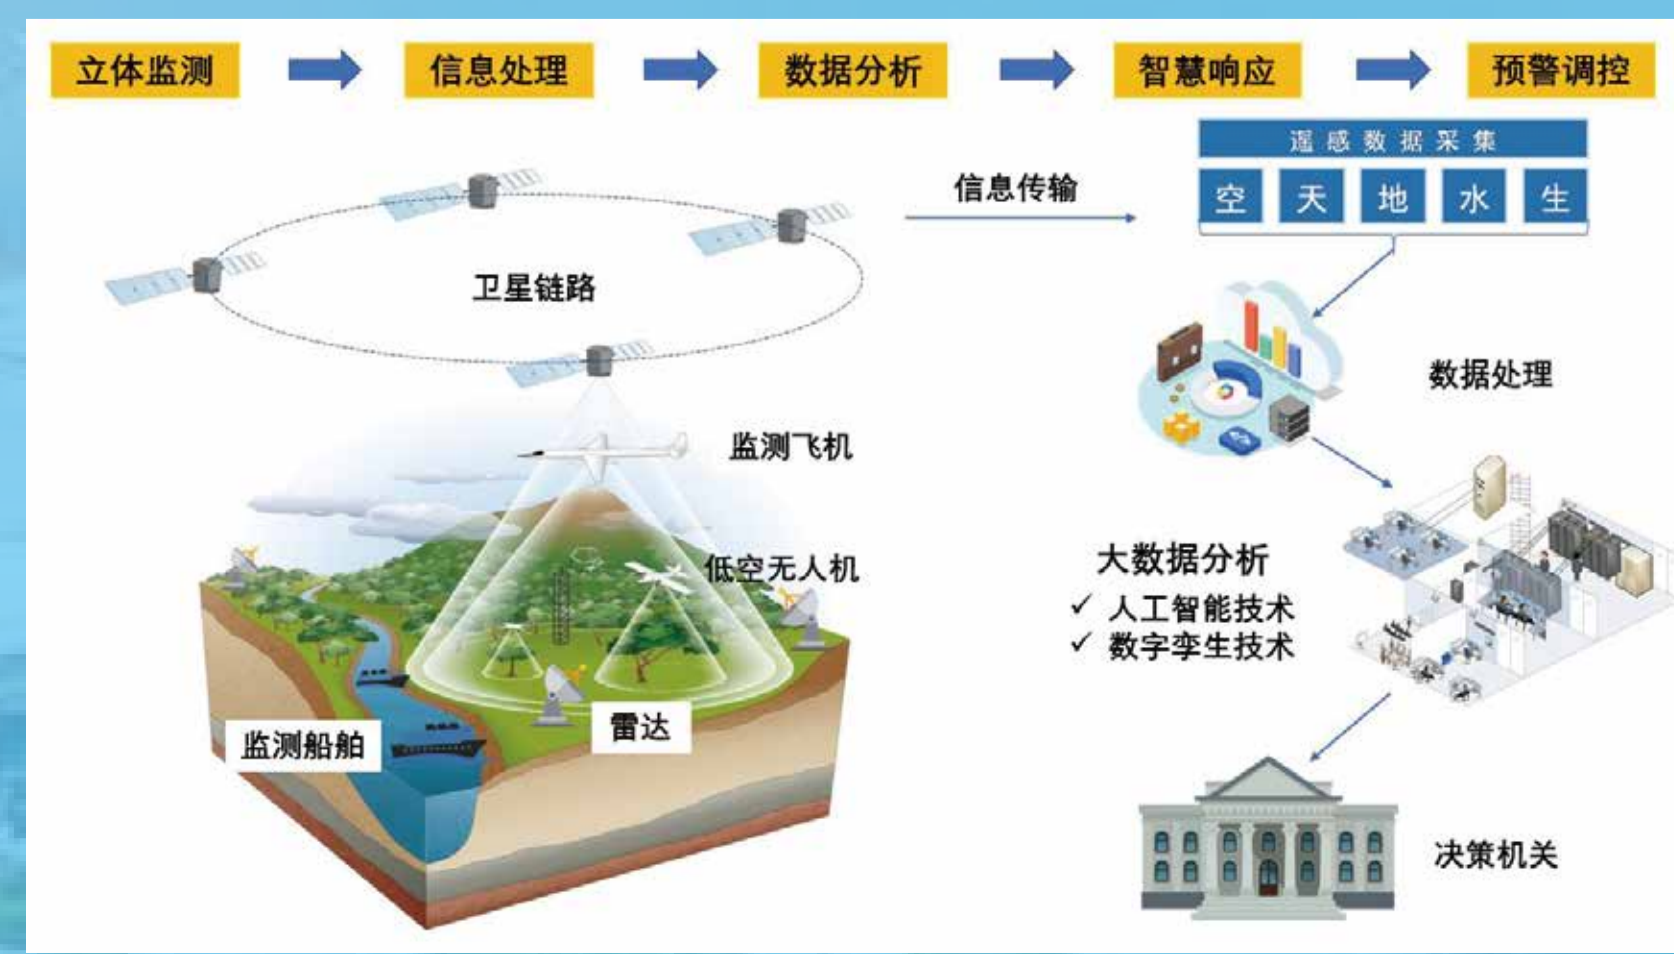 立体监测
信息处理
数据分析
智慧响应
预警调控
遥感数据采集
空 天 地 水 生
信息传输
卫星链路
数据处理
监测飞机
低空无人机
大数据分析
✓ 人工智能技术
✓ 数字孪生技术
雷达
监测船舶
决策机关